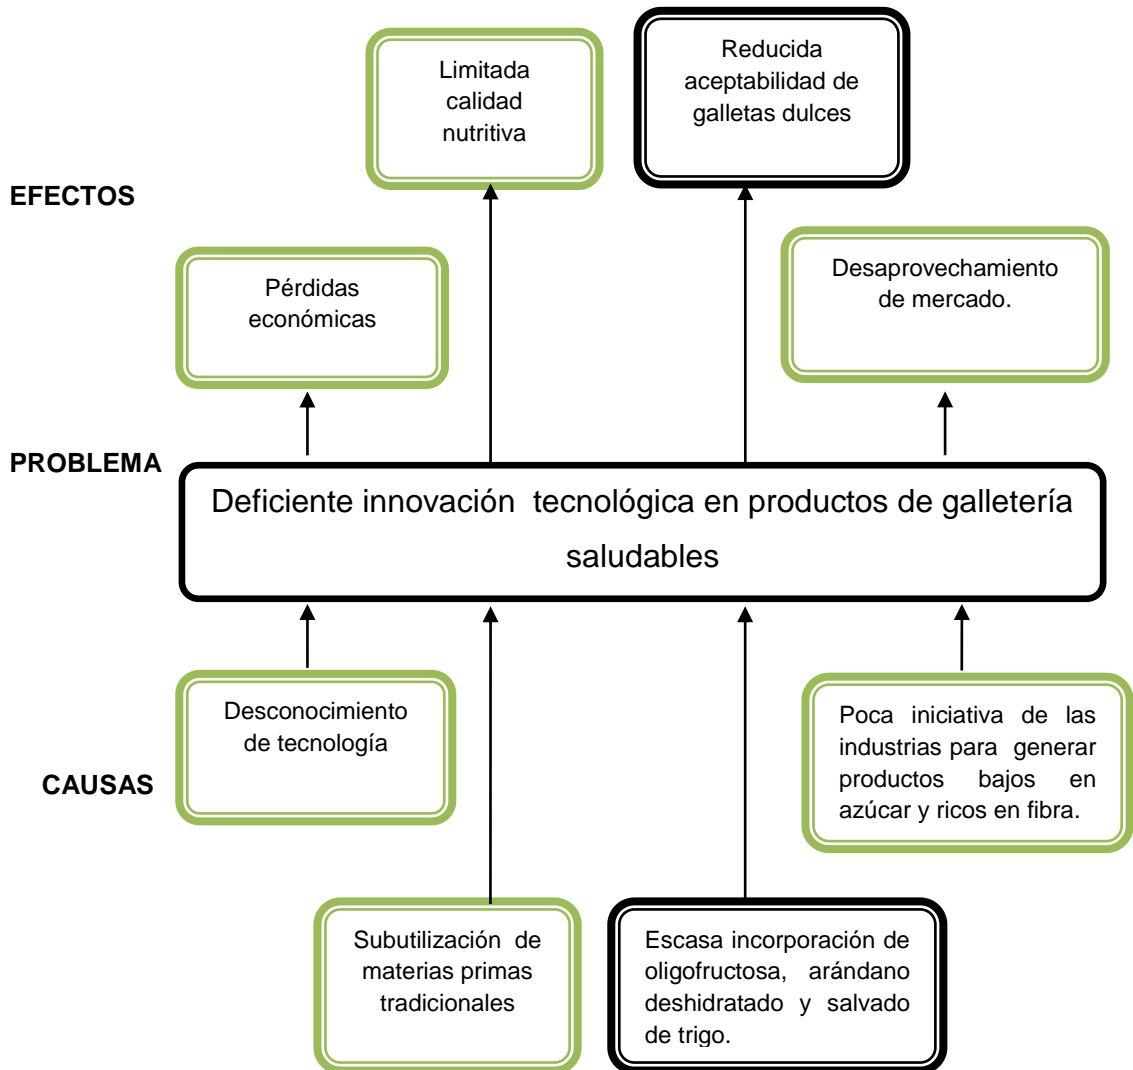 Limitada
calidad
nutritiva
Reducida
aceptabilidad de
galletas dulces
EFECTOS
Pérdidas
económicas
Desaprovechamiento
de mercado.
PROBLEMA
Deficiente innovación tecnológica en productos de galletería
saludables
Desconocimiento
de tecnología
Poca iniciativa de las
industrias para generar
productos bajos en
azúcar y ricos en fibra.
CAUSAS
Subutilización de
materias primas
tradicionales
Escasa incorporación de
oligofructosa, arándano
deshidratado y salvado
de trigo.